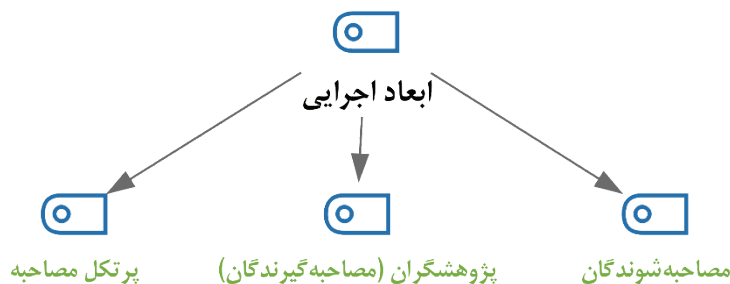 ابعاد اجرایی
مصاحبه‌شوندگان
پژوهشگران (مصاحبه‌گیرندگان)
پرتکل مصاحبه